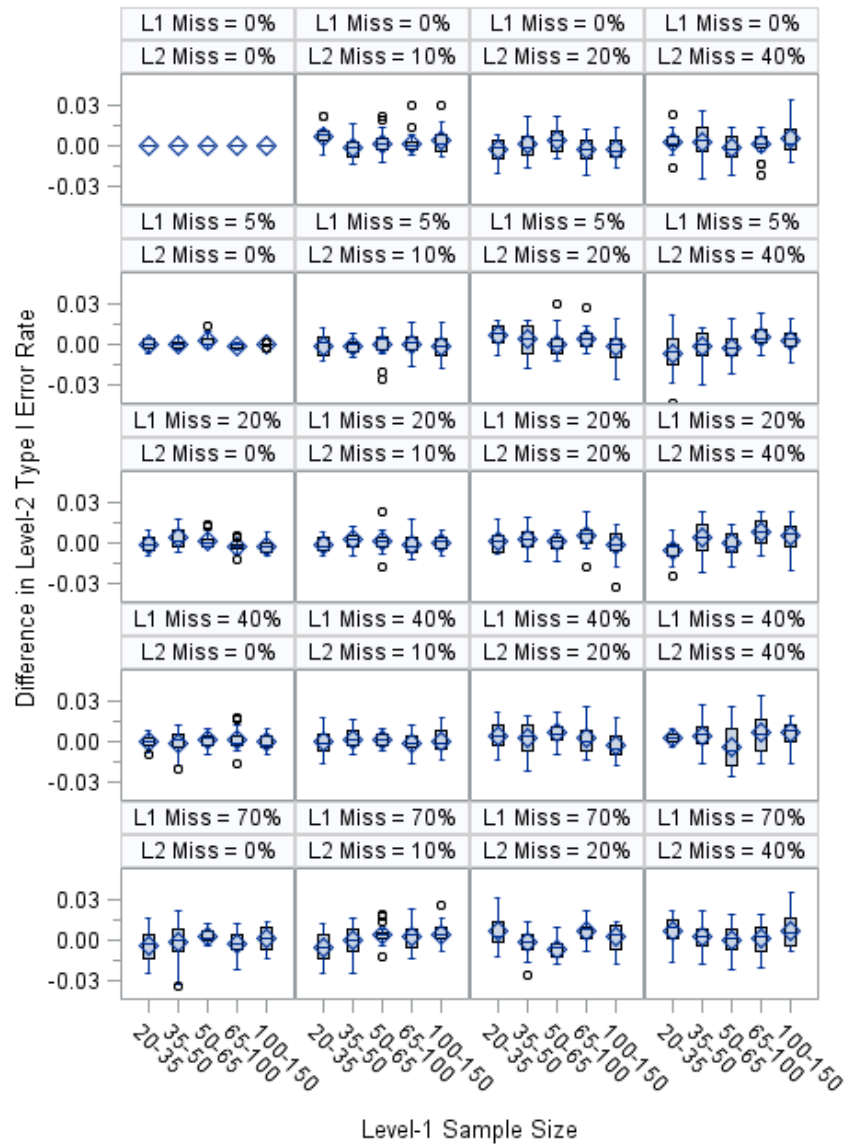 L1 Miss = 0% L1 Miss = 0% L1 Miss = 0% L1 Miss = 0%
L2 Miss = 0% L2 Miss = 10% L2 Miss = 20% L2 Miss = 40%
0.03
0.00
-0.03
L1 Miss = 5% L1 Miss = 5% L1 Miss = 5% L1 Miss = 5%
L2 Miss = 0% L2 Miss = 10% L2 Miss = 20% L2 Miss = 40%
0.03
0.00
-0.03
L1 Miss = 20% L1 Miss = 20% L1 Miss = 20% L1 Miss = 20%
L2 Miss = 0% L2 Miss = 10% L2 Miss = 20% L2 Miss = 40%
0.03
0.00
-0.03
L1 Miss = 40% L1 Miss = 40% L1 Miss = 40% L1 Miss = 40%
L2 Miss = 0% L2 Miss = 10% L2 Miss = 20% L2 Miss = 40%
0.03
0.00
-0.03
L1 Miss = 70% L1 Miss = 70% L1 Miss = 70% L1 Miss = 70%
L2 Miss = 0% L2 Miss = 10% L2 Miss = 20% L2 Miss = 40%
0.03
0.00
-0.03
Difference in Level-2 Type I Error Rate
20-35 35-50 50-65 65-100 100-150 20-35 35-50 50-65 65-100 100-150 20-35 35-50 50-65 65-100 100-150 20-35 35-50 50-65 65-100 100-150
Level-1 Sample Size